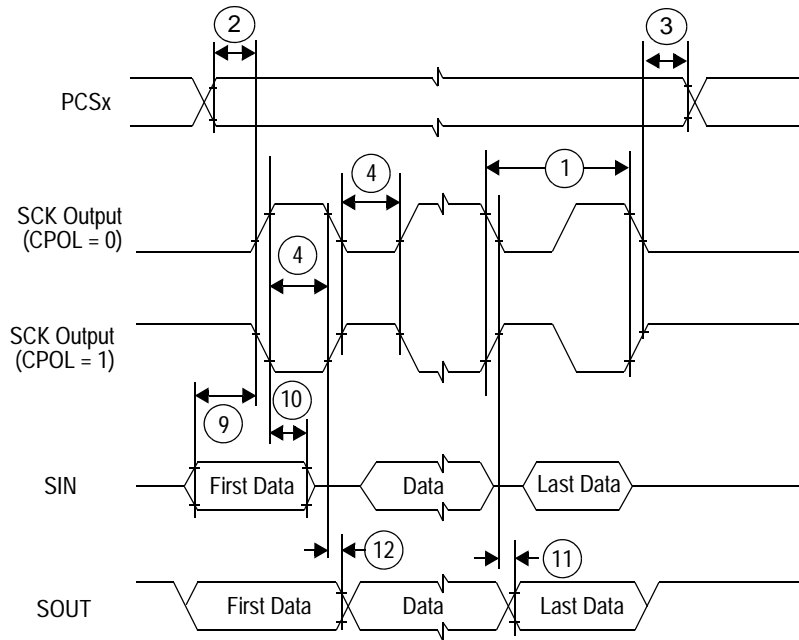 2
3
PCSx
4
1
SCK Output
(CPOL = 0)
4
SCK Output
(CPOL = 1)
9
10
SIN
First Data
Data
Last Data
12
11
SOUT
First Data
Data
Last Data